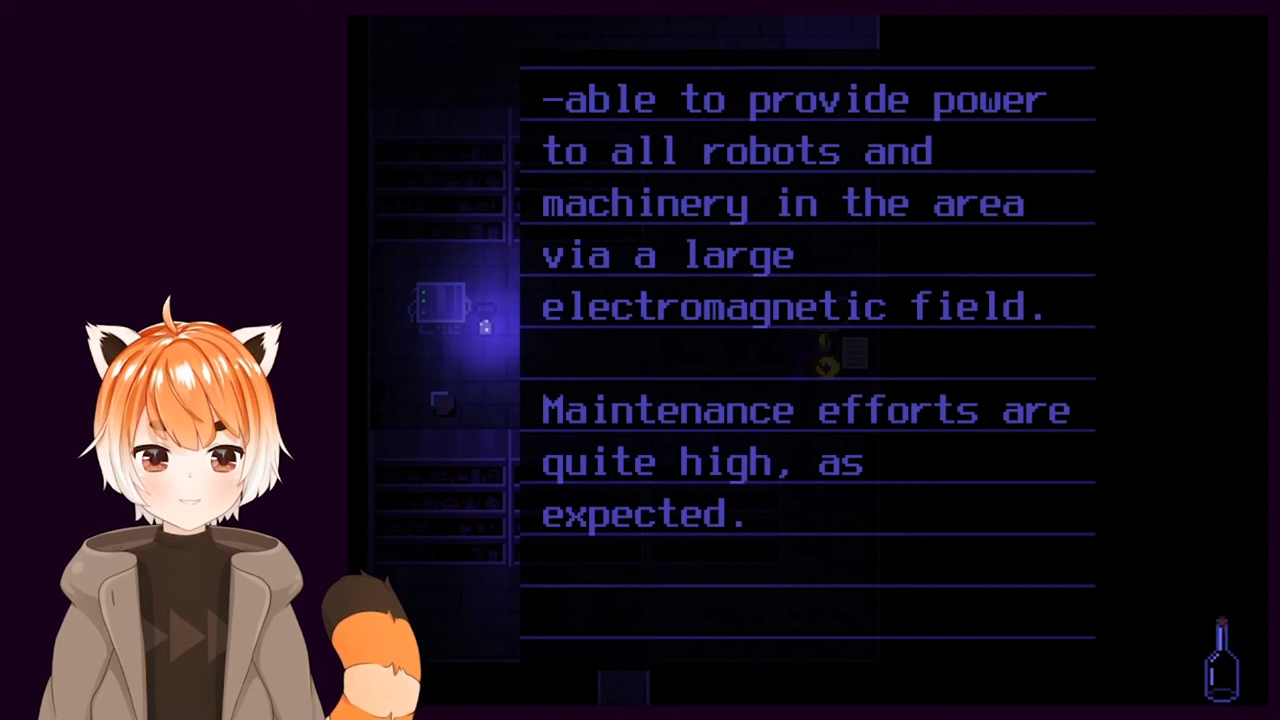 -able to provide power
to all robots and
machinery in the area
via a large
electromagnetic field.
Maintenance efforts are
quite high, as
expected.